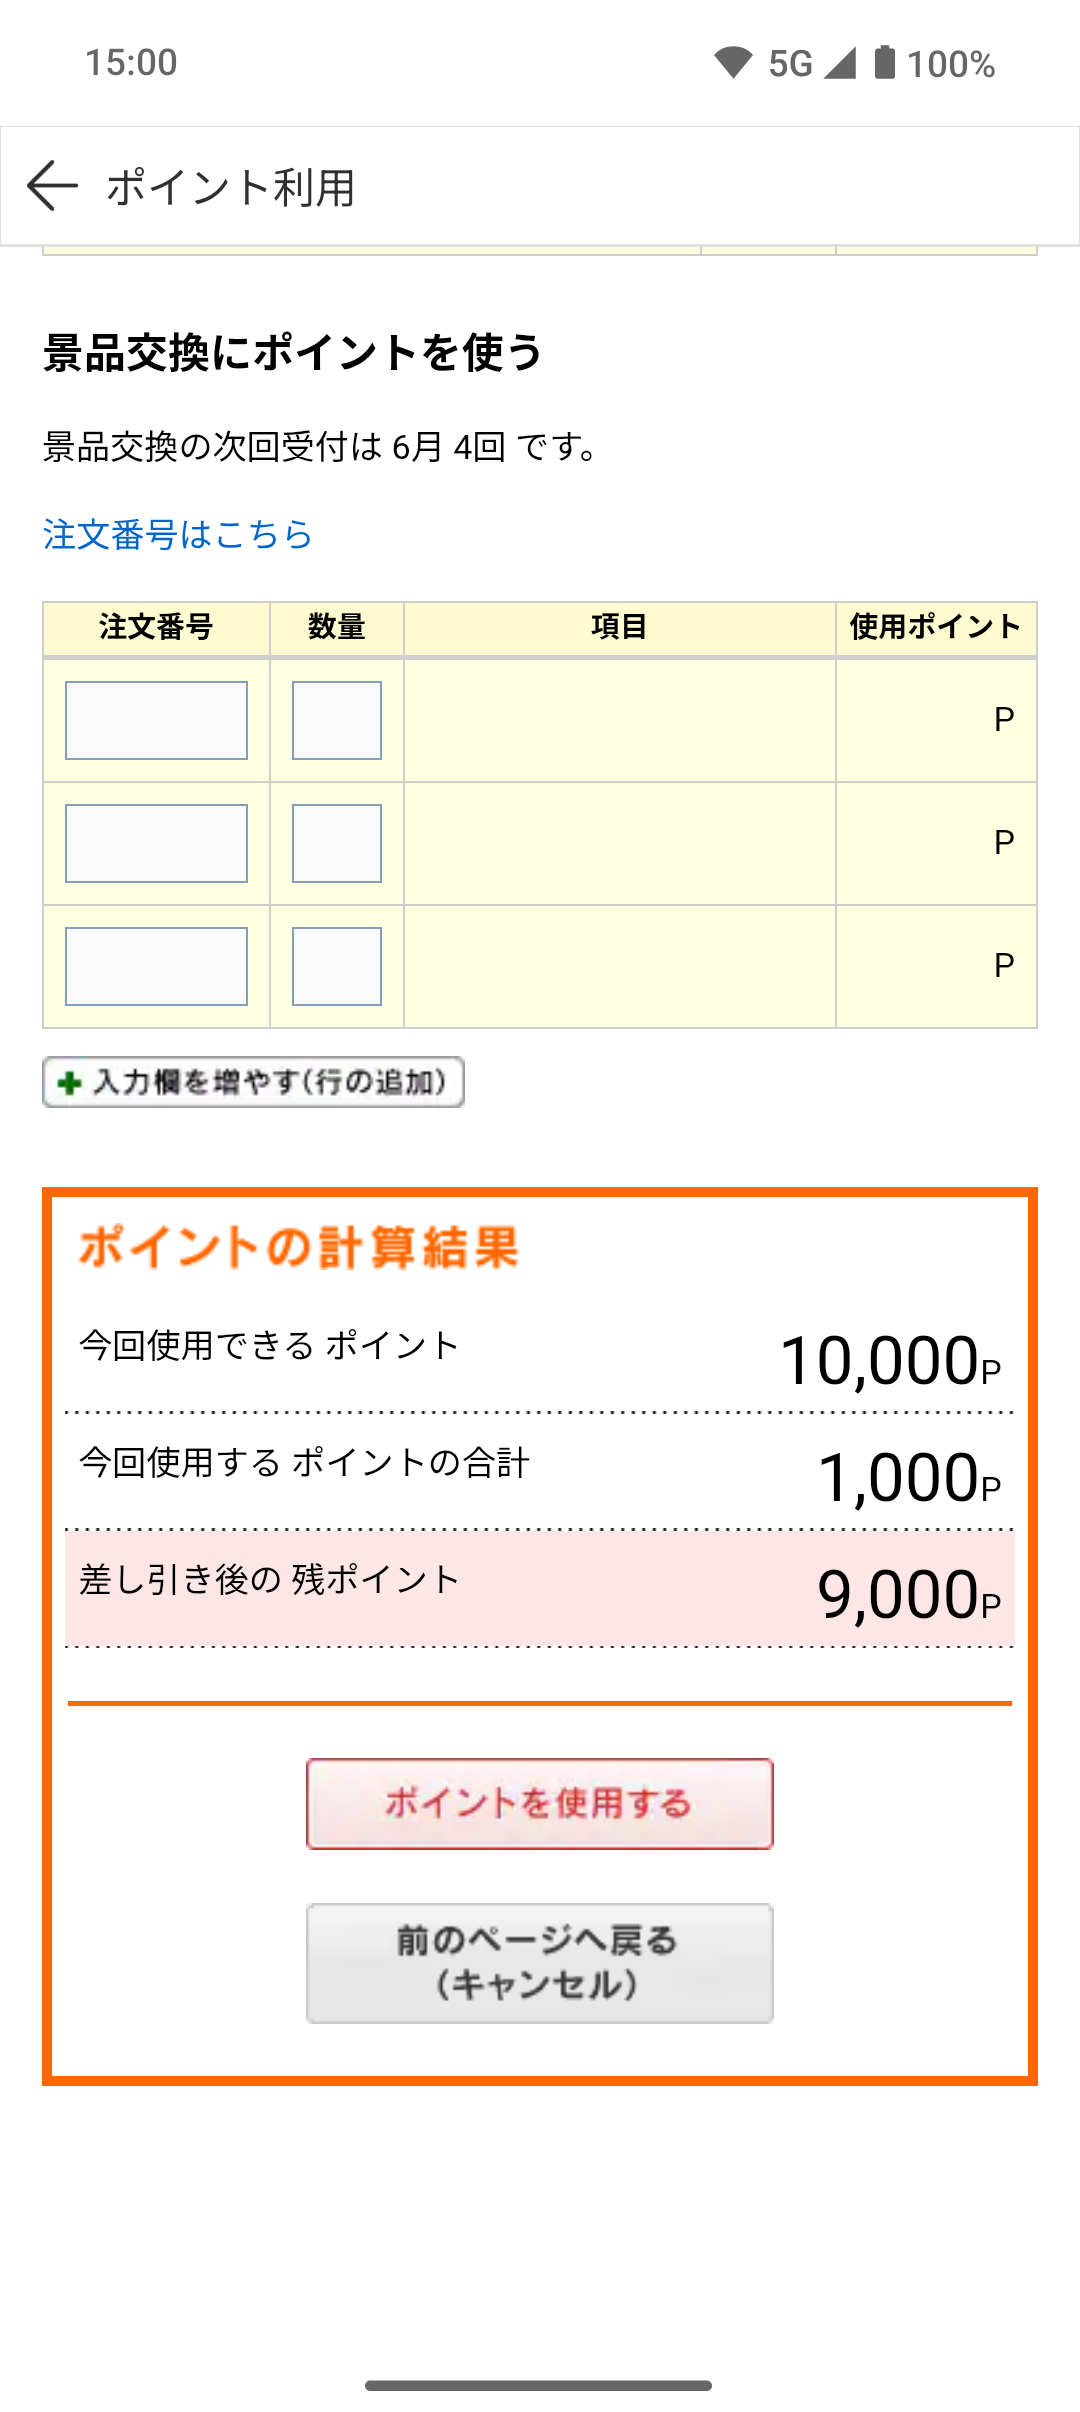 15:00
5G 100%
ポイント利用
景品交換にポイントを使う
景品交換の次回受付は 6月 4回 です。
注文番号はこちら
注文番号 数量 項目 使用ポイント
P
P
P
入力欄を増やす(行の追加)
ポイントの計算結果
今回使用できる ポイント 10,000P
今回使用する ポイントの合計 1,000P
差し引き後の 残ポイント 9,000P
ポイントを使用する
前のページへ戻る
(キャンセル)